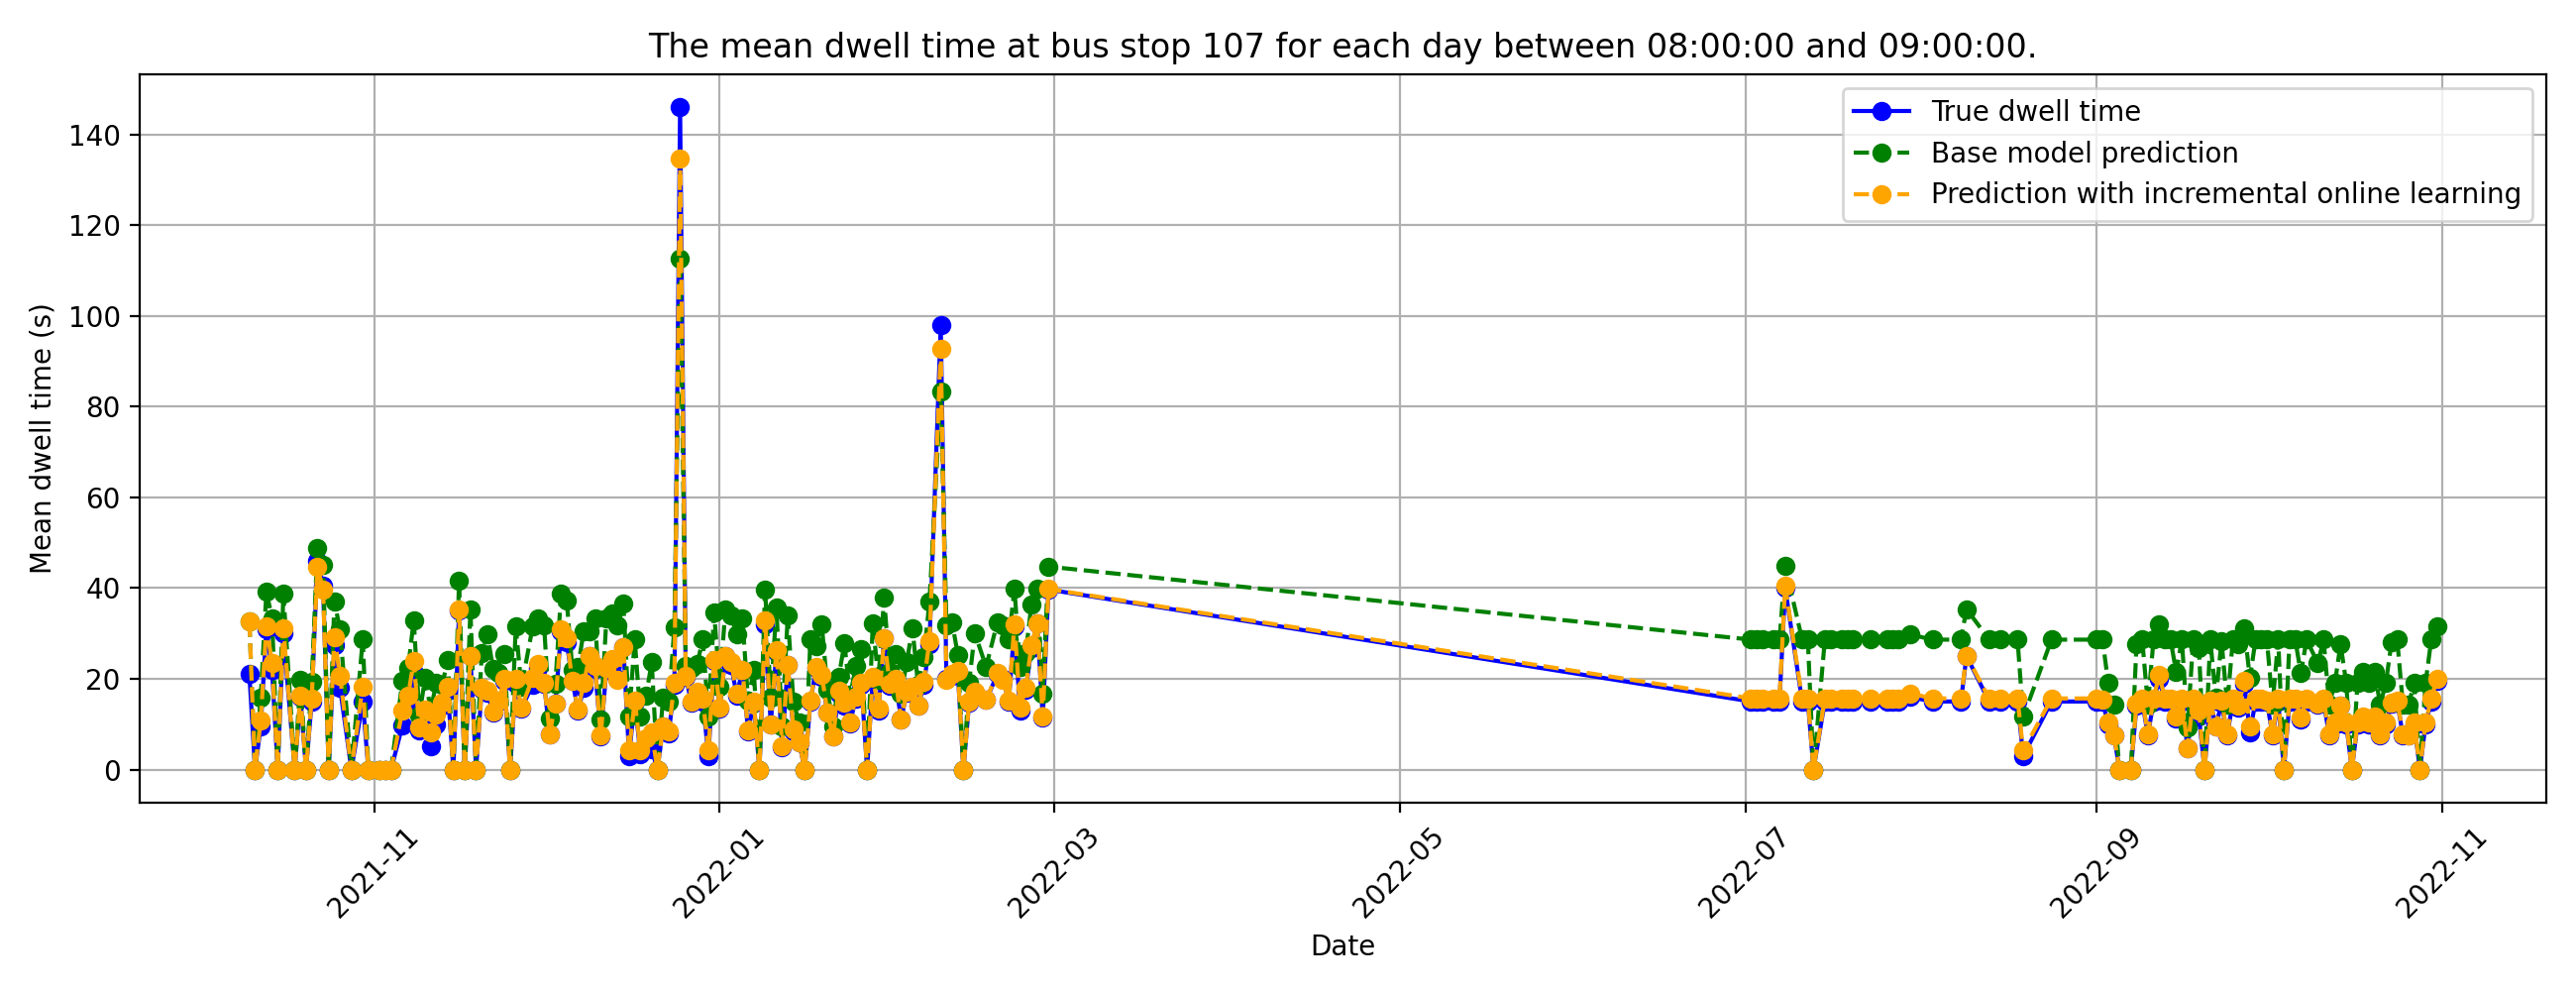 The mean dwell time at bus stop 107 for each day between 08:00:00 and 09:00:00.
True dwell time
Base model prediction
Prediction with incremental online learning
Mean dwell time (s)
140
120
100
80
60
40
20
0
2021-11
2022-01
2022-03
2022-05
2022-07
2022-09
2022-11
Date